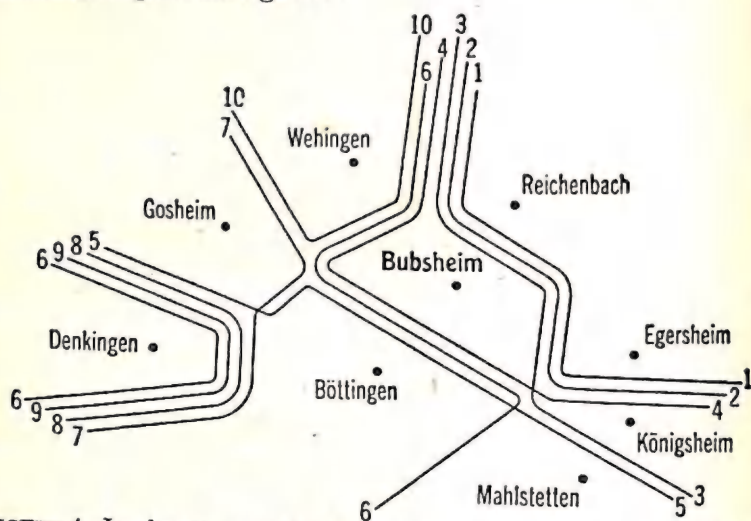 10
3
4
2
6
1
10
7
Wehingen
Reichenbach
Gosheim
5
8
9
6
Bubsheim
Denkingen
Egersheim
Böttingen
1
2
4
6
9
8
7
Königsheim
Mahlstetten
3
5
6